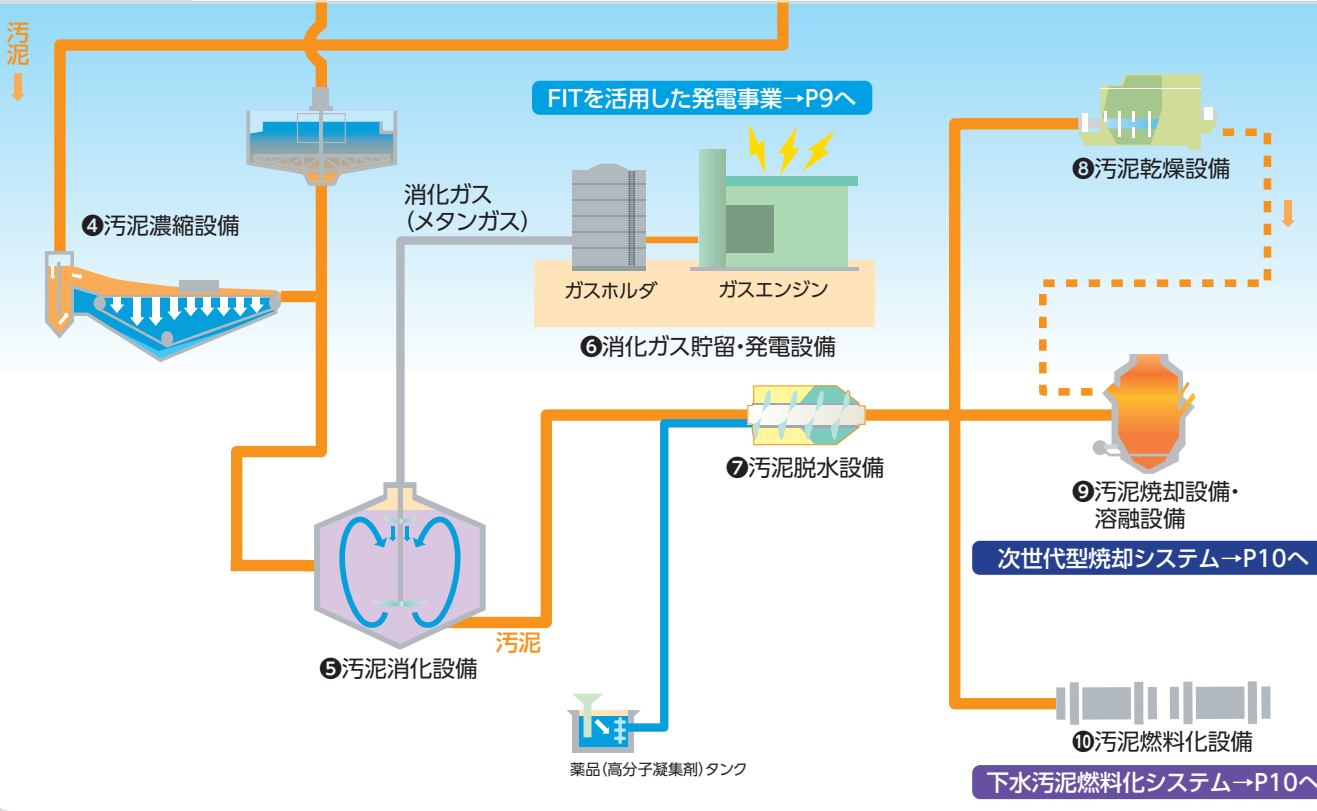 汚泥
FITを活用した発電事業→P9へ
消化ガス
(メタンガス)
❹汚泥濃縮設備
❽汚泥乾燥設備
ガスホルダ
ガスエンジン
❻消化ガス貯留・発電設備
❼汚泥脱水設備
❾汚泥焼却設備・
溶融設備
次世代型焼却システム→P10へ
汚泥
❺汚泥消化設備
❿汚泥燃料化設備
薬品(高分子凝集剤)タンク
下水汚泥燃料化システム→P10へ